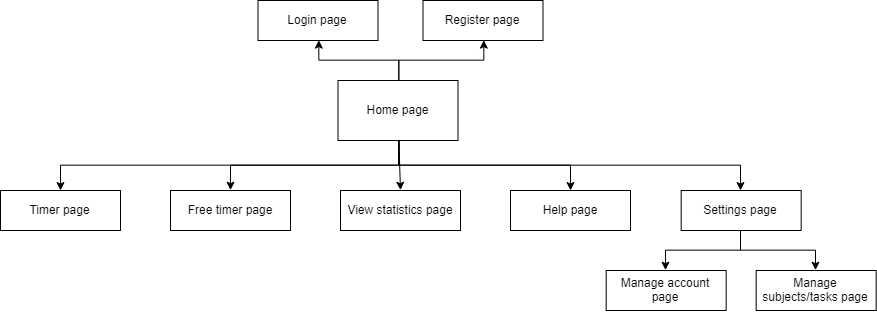 Login page
Register page
Home page
Timer page
Free timer page
View statistics page
Help page
Settings page
Manage account
page
Manage
subjects/tasks page